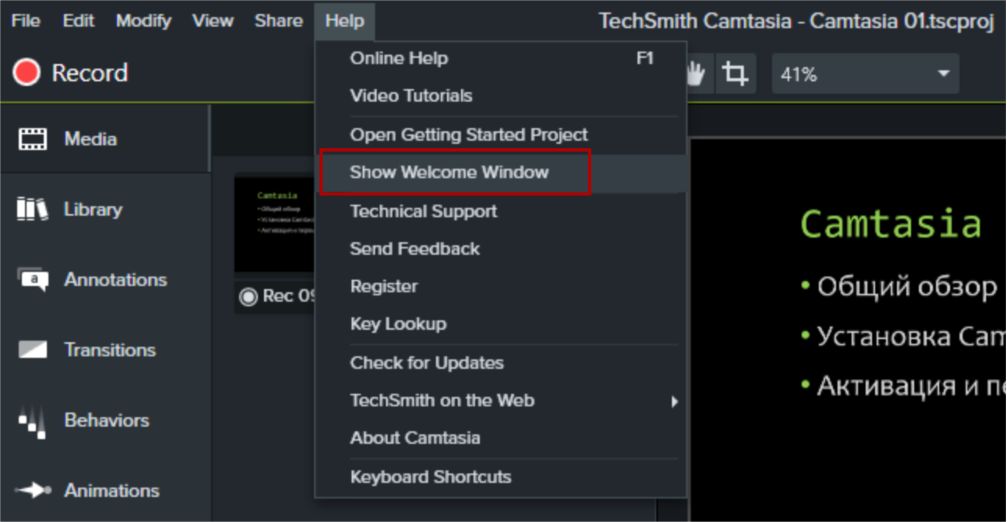 File Edit Modify View Share Help TechSmith Camtasia - Camtasia 01.tscproj
Record
41%
Online Help F1
Video Tutorials
Open Getting Started Project
Show Welcome Window
Technical Support
Send Feedback
Register
Key Lookup
Check for Updates
TechSmith on the Web
About Camtasia
Keyboard Shortcuts
Media
Library
a
Annotations
Transitions
Behaviors
Animations
Camtasia
• Общий обзор
• Установка Camt
Rec 09
Camtasia
• Общий обзор
• Установка Cam
• Активация и пе